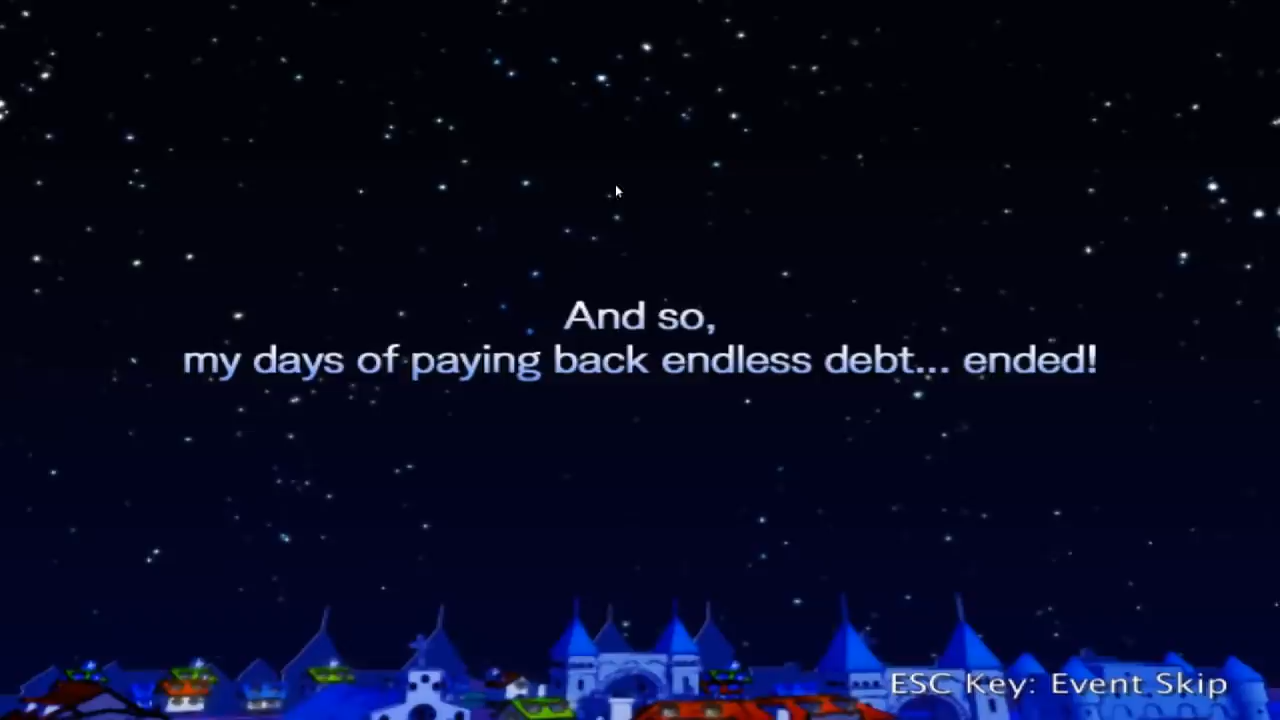 And so,
my days of paying back endless debt... ended!
ESC Key: Event Skip